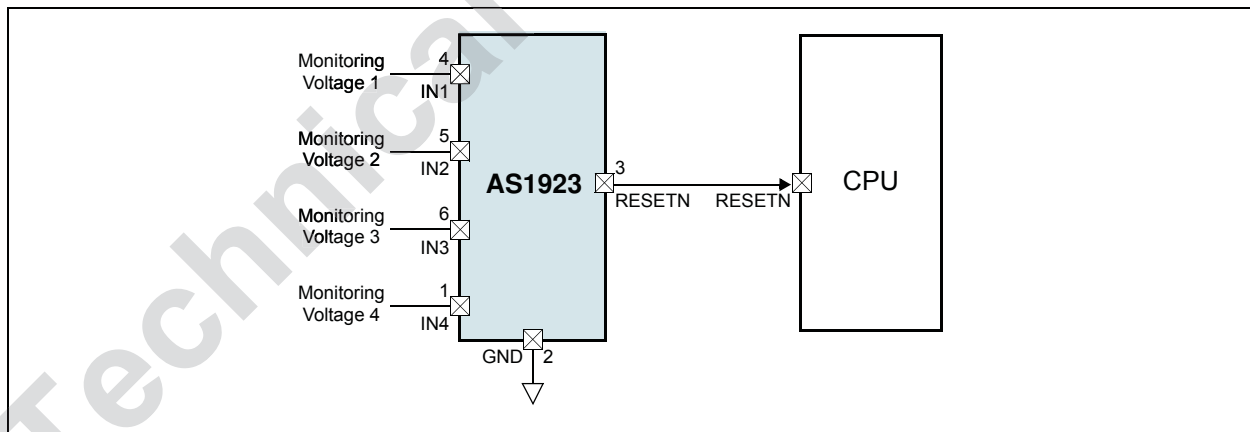 Monitoring
Voltage 1
4
IN1
Monitoring
Voltage 2
5
IN2
Monitoring
Voltage 3
6
IN3
Monitoring
Voltage 4
1
IN4
AS1923
GND 2
3
RESETN
RESETN
CPU
Technical